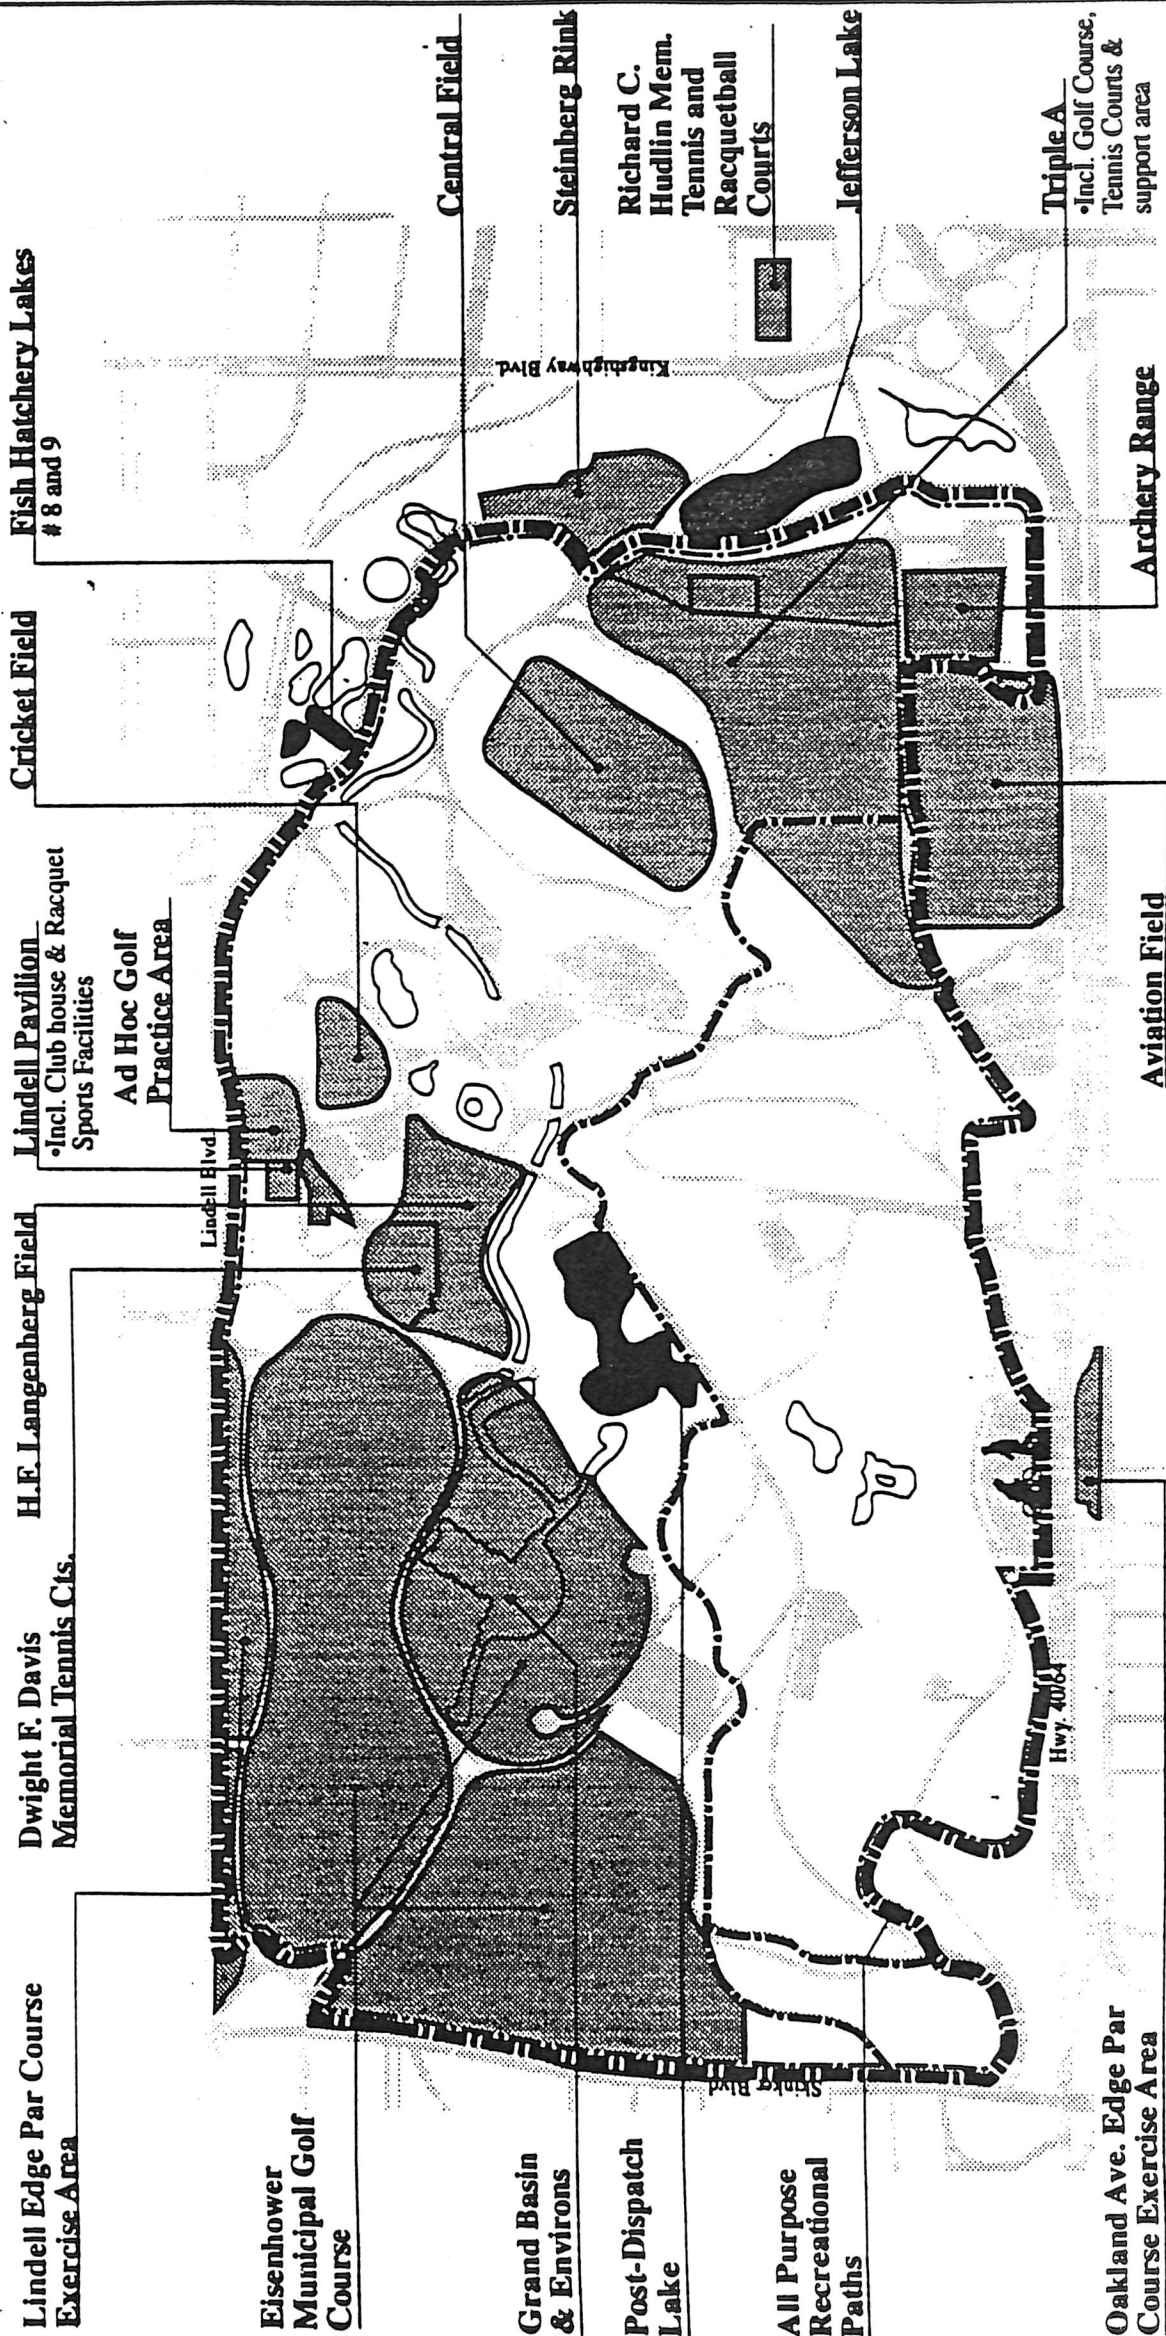 Lindell Edge Par Course
Exercise Area
Dwight F. Davis
Memorial Tennis Cts.
H.F. Langenberg Field
Lindell Pavilion
•Incl. Club house & Racquet
Sports Facilities
Ad Hoc Golf
Practice Area
Cricket Field
Fish Hatchery Lakes
# 8 and 9
Central Field
Steinberg Rink
Richard C.
Hudlin Mem.
Tennis and
Racquetball
Courts
Jefferson Lake
Triple A
•Incl. Golf Course,
Tennis Courts &
support area
Eisenhower
Municipal Golf
Course
Grand Basin
& Environs
Post-Dispatch
Lake
All Purpose
Recreational
Paths
Oakland Ave. Edge Par
Course Exercise Area
Aviation Field
Archery Range
Lindell Blvd.
Kingshighway Blvd.
Skinker Blvd
Hwy. 40/64